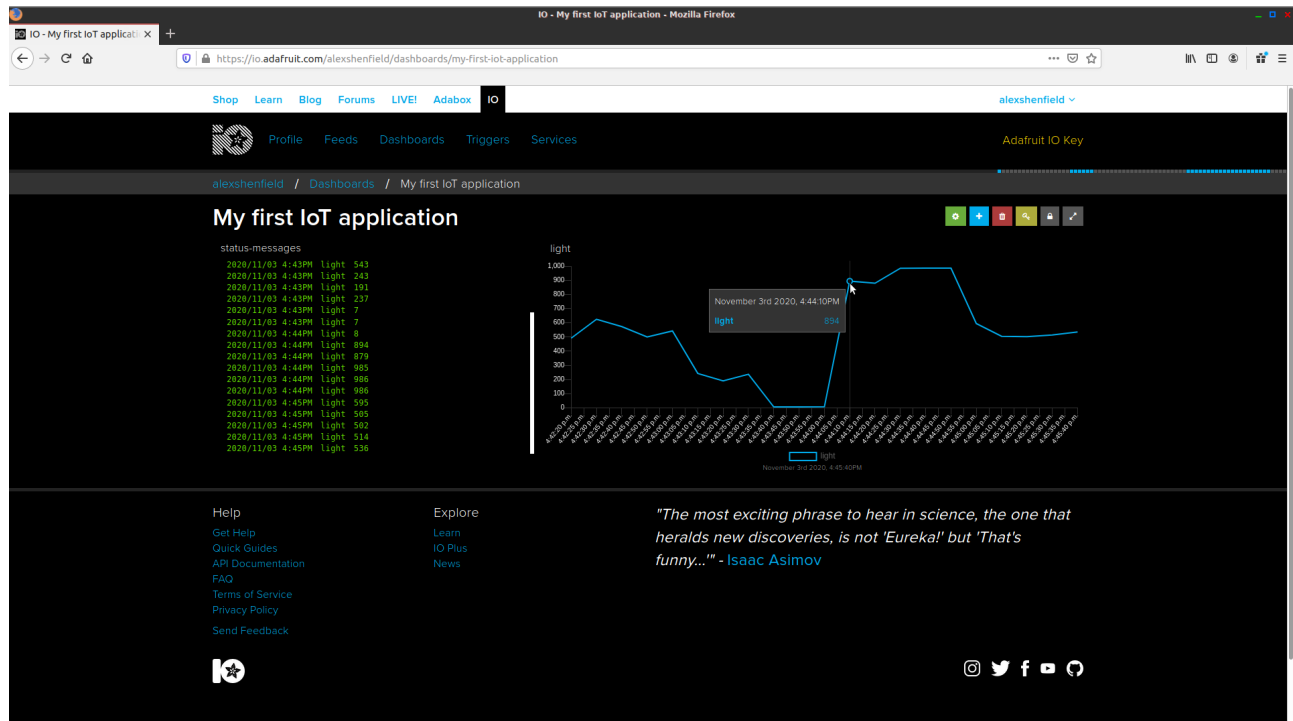 IO - My first IoT application - Mozilla Firefox
IO - My first IoT applicati
https://io.adafruit.com/alexshenfield/dashboards/my-first-iot-application
Shop Learn Blog Forums LIVE! Adabox IO
alexshenfield
Profile Feeds Dashboards Triggers Services
Adafruit IO Key
alexshenfield / Dashboards / My first IoT application
My first IoT application
status-messages
2020/11/03 4:43PM light 543
2020/11/03 4:43PM light 243
2020/11/03 4:43PM light 191
2020/11/03 4:43PM light 237
2020/11/03 4:43PM light 7
2020/11/03 4:43PM light 7
2020/11/03 4:44PM light 8
2020/11/03 4:44PM light 894
2020/11/03 4:44PM light 879
2020/11/03 4:44PM light 985
2020/11/03 4:44PM light 986
2020/11/03 4:44PM light 986
2020/11/03 4:45PM light 595
2020/11/03 4:45PM light 505
2020/11/03 4:45PM light 502
2020/11/03 4:45PM light 514
2020/11/03 4:45PM light 536
light
1,000
900
800
700
600
500
400
300
200
100
0
November 3rd 2020, 4:44:10PM
light 894
light
November 3rd 2020, 4:45:40PM
Help
Get Help
Quick Guides
API Documentation
FAQ
Terms of Service
Privacy Policy
Send Feedback
Explore
Learn
IO Plus
News
"The most exciting phrase to hear in science, the one that
heralds new discoveries, is not 'Eureka!' but 'That's
funny...'" - Isaac Asimov